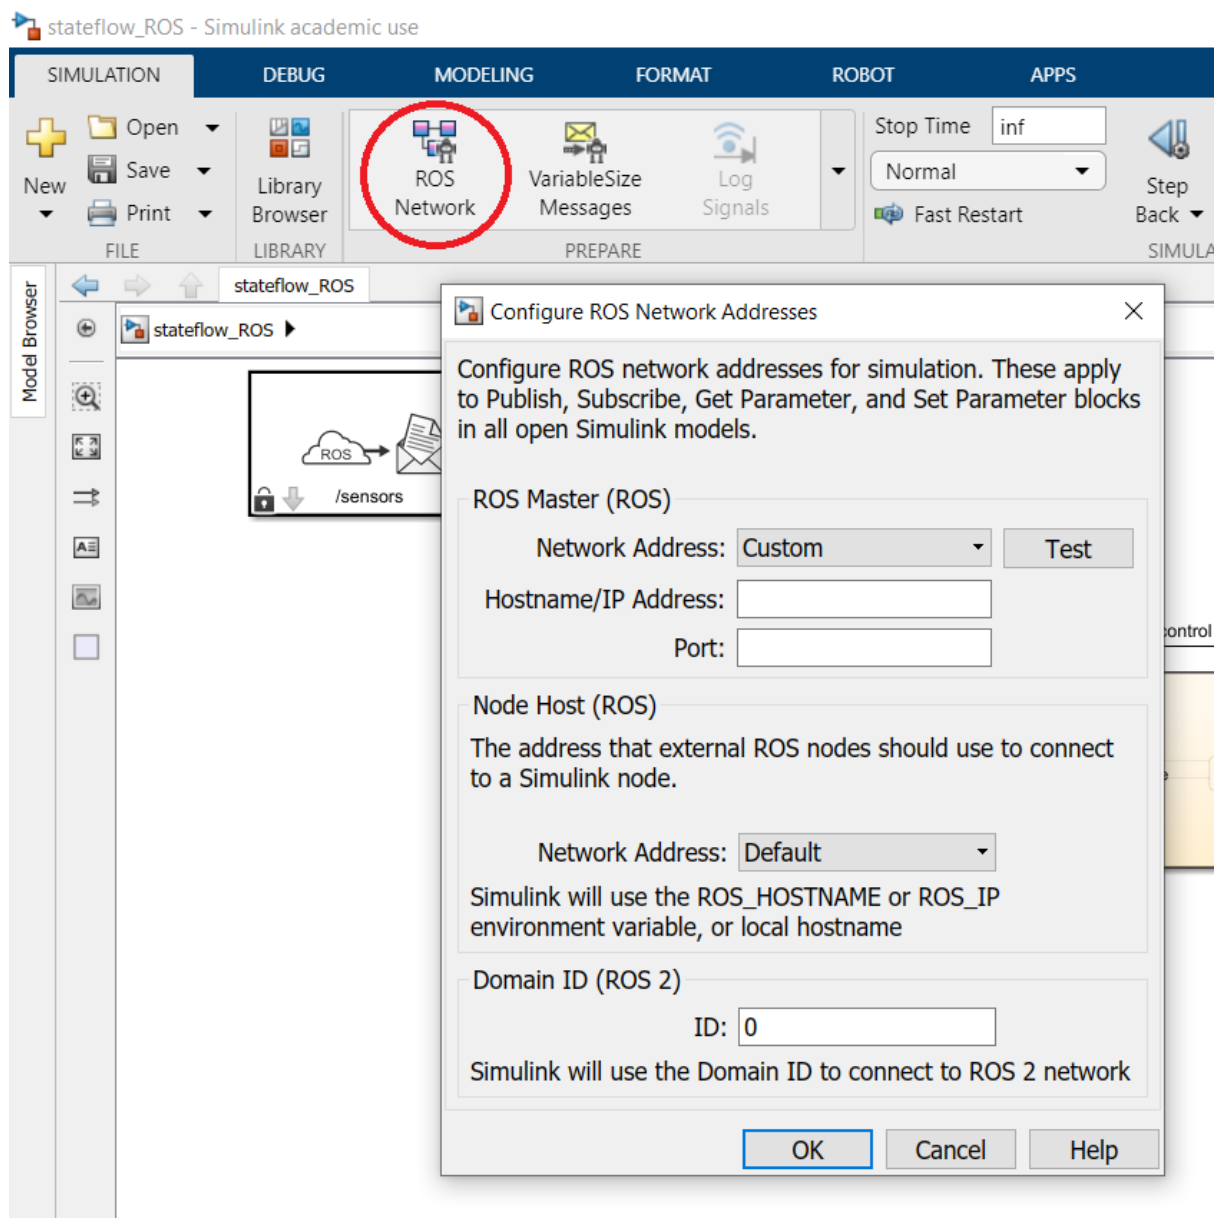 stateflow_ROS - Simulink academic use
SIMULATION DEBUG MODELING FORMAT ROBOT APPS
New
Open
Save
Print
FILE
Library
Browser
LIBRARY
ROS
Network
VariableSize
Messages
Log
Signals
PREPARE
Stop Time inf
Normal
Fast Restart
Step
Back
SIMULA
Model Browser
stateflow_ROS
stateflow_ROS
ROS
/sensors
Configure ROS Network Addresses
Configure ROS network addresses for simulation. These apply
to Publish, Subscribe, Get Parameter, and Set Parameter blocks
in all open Simulink models.
ROS Master (ROS)
Network Address: Custom Test
Hostname/IP Address:
Port:
Node Host (ROS)
The address that external ROS nodes should use to connect
to a Simulink node.
Network Address: Default
Simulink will use the ROS_HOSTNAME or ROS_IP
environment variable, or local hostname
Domain ID (ROS 2)
ID: 0
Simulink will use the Domain ID to connect to ROS 2 network
OK Cancel Help